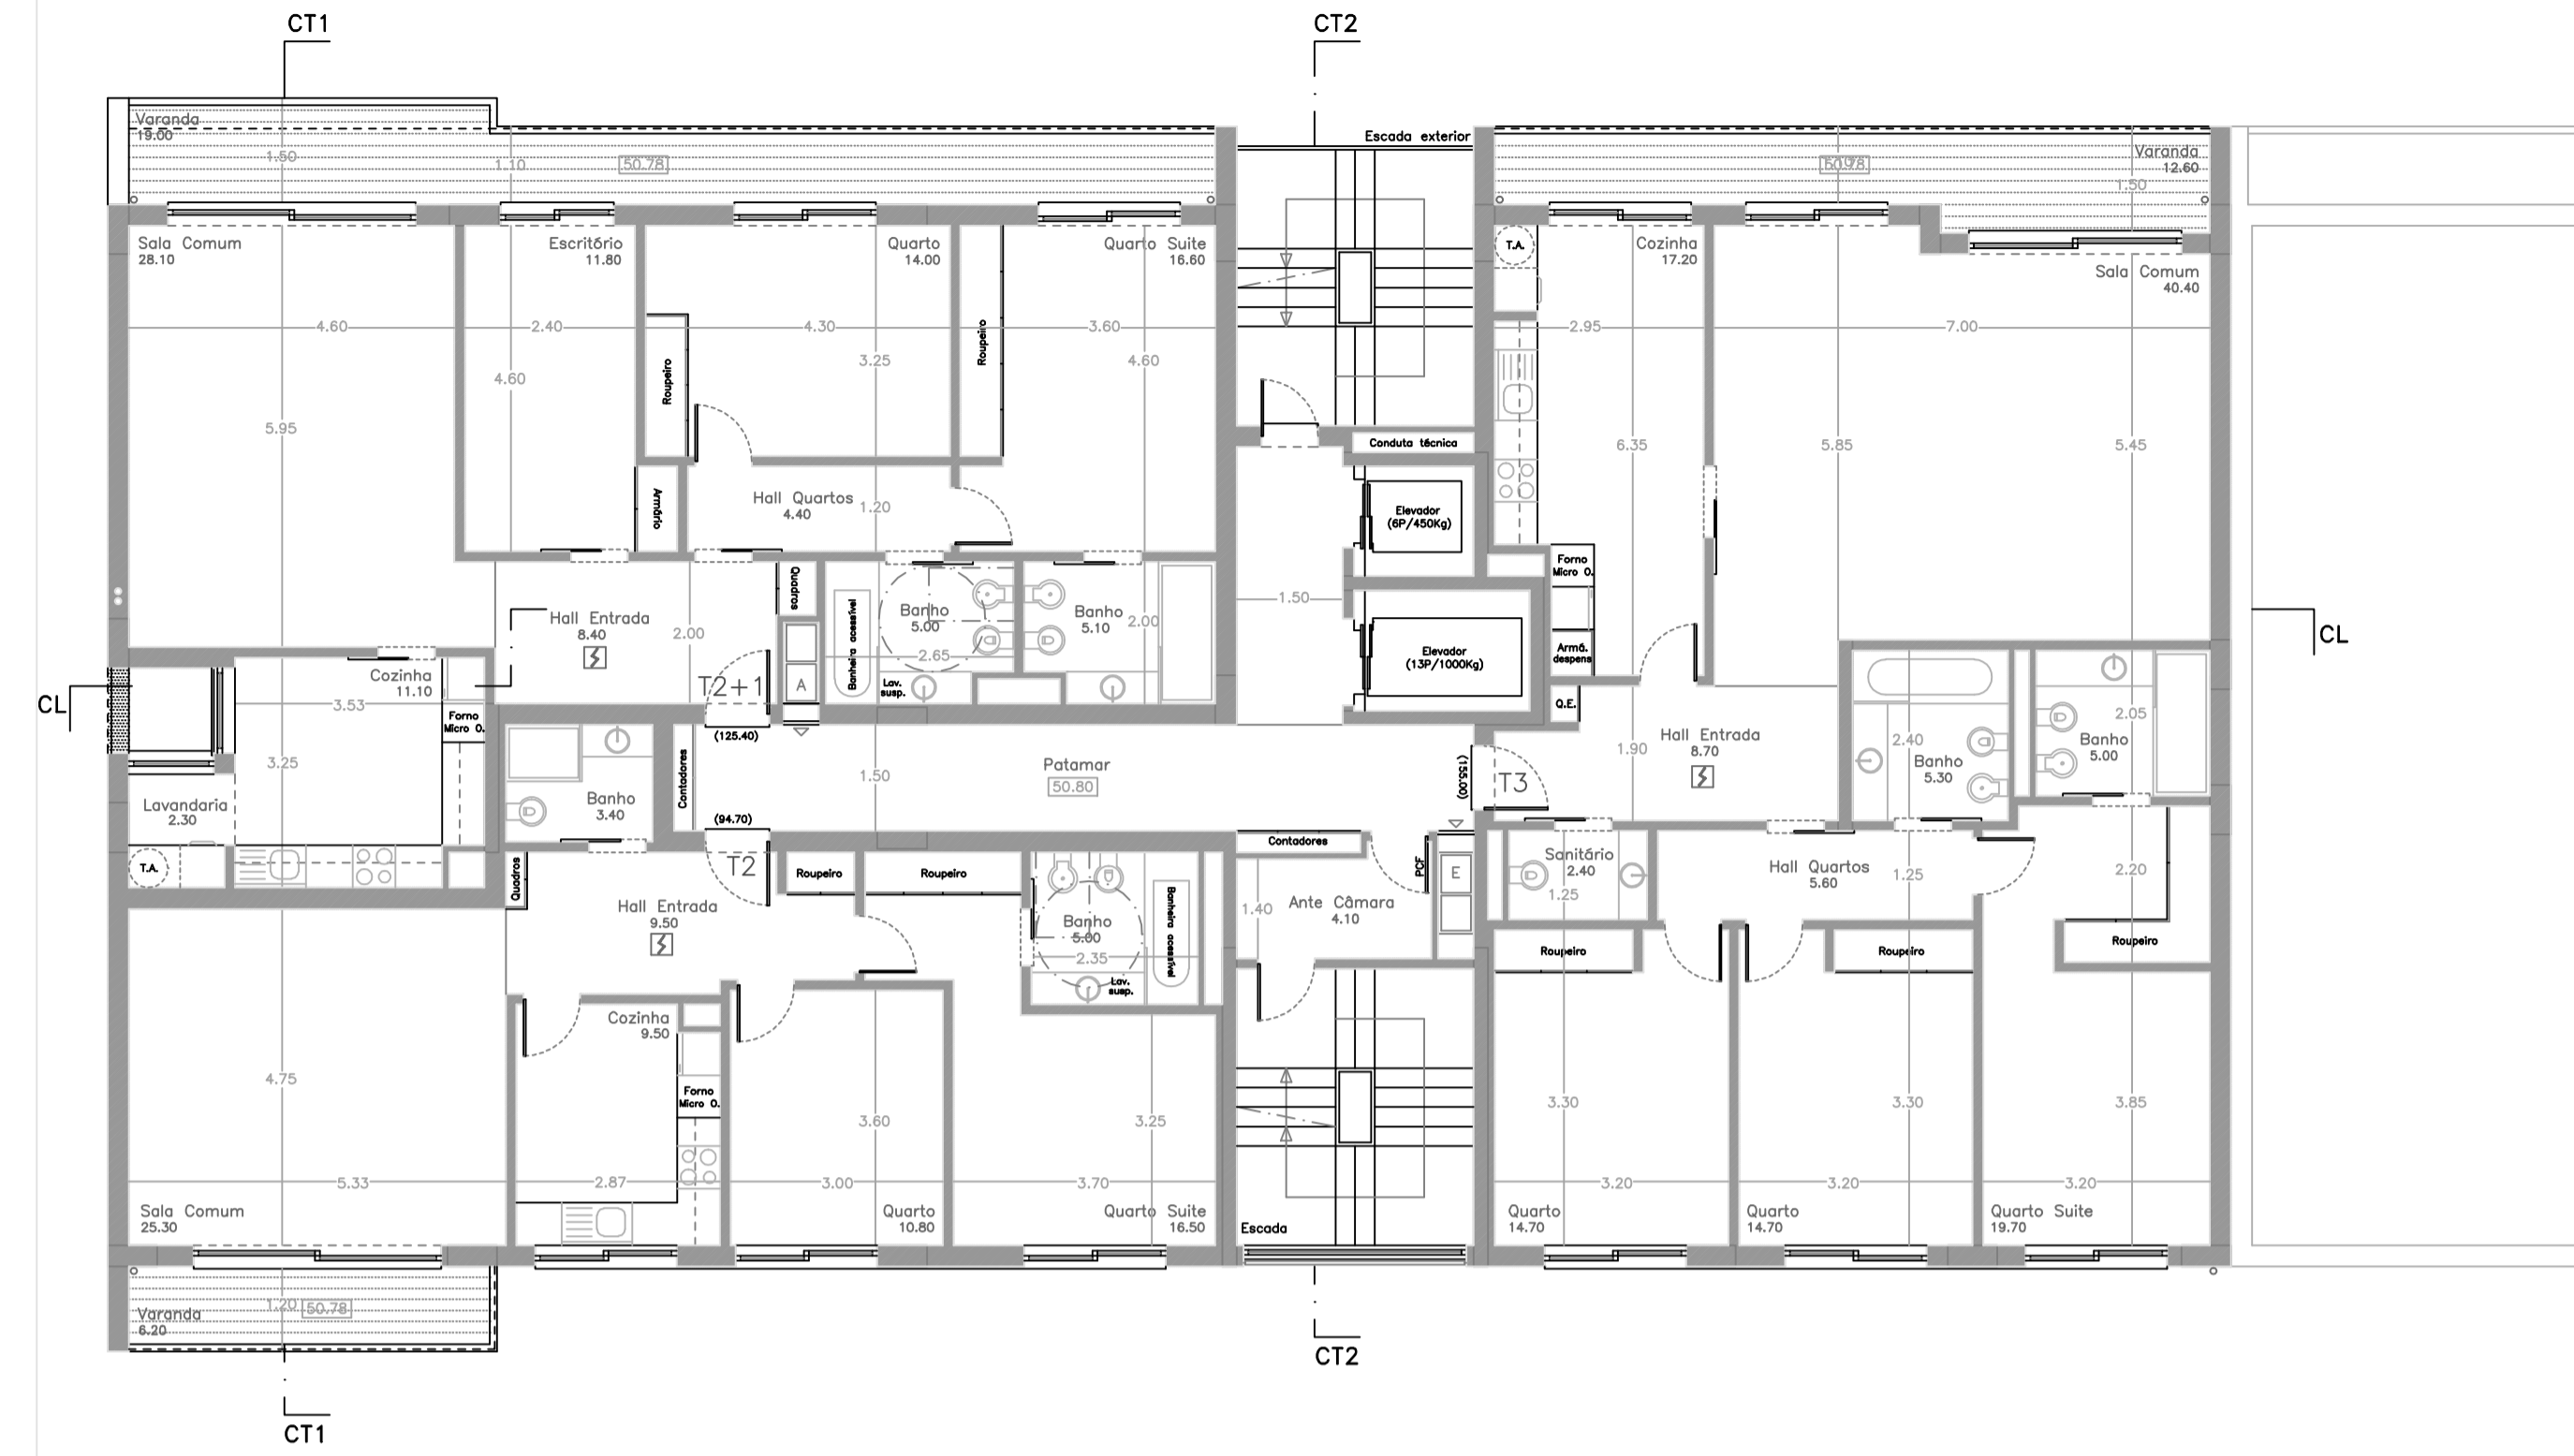 CT1
CT2
Varanda
19.00
1.50
1.10
50.78
Escada exterior
50.78
Varanda
12.60
1.50
Sala Comum
28.10
Escritório
11.80
Quarto
14.00
Quarto Suite
16.60
T.A.
Cozinha
17.20
Sala Comum
40.40
4.60
2.40
4.30
3.60
2.95
7.00
Roupeiro
Roupeiro
3.25
4.60
4.60
5.95
6.35
5.85
5.45
Conduta técnica
Armário
Hall Quartos
4.40
1.20
Elevador
(6P/450Kg)
Forno
Micro O.
Quadros
Hall Entrada
8.40
2.00
Banheira acessível
Banho
5.00
2.65
Lav.
susp.
Banho
5.10
2.00
1.50
Elevador
(13P/1000Kg)
Armá.
despens
Q.E.
CL
CL
Cozinha
11.10
3.53
Forno
Micro O.
3.25
T2+1
A
(125.40)
Lavandaria
2.30
T.A.
Banho
3.40
Contadores
1.50
Patamar
50.80
(94.70)
(155.00)
T3
1.90
Hall Entrada
8.70
2.40
Banho
5.30
2.05
Banho
5.00
T2
Quadros
Hall Entrada
9.50
Roupeiro
Roupeiro
Banho
5.00
2.35
Lav.
susp.
Banheira acessível
Contadores
PCF
E
1.40
Ante Câmara
4.10
Sanitário
2.40
1.25
Hall Quartos
5.60
1.25
2.20
Roupeiro
Roupeiro
Roupeiro
Cozinha
9.50
Forno
Micro O.
4.75
3.60
3.25
3.30
3.30
3.85
5.33
2.87
3.00
3.70
3.20
3.20
3.20
Sala Comum
25.30
Quarto
10.80
Quarto Suite
16.50
Escada
Quarto
14.70
Quarto
14.70
Quarto Suite
19.70
1.20
50.78
Varanda
6.20
CT1
CT2